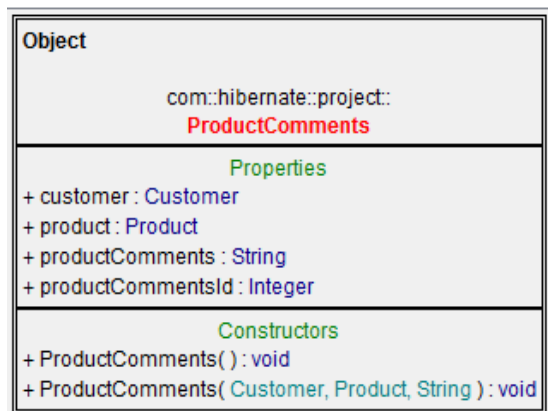 Object
com::hibernate::project::
ProductComments
Properties
+ customer : Customer
+ product : Product
+ productComments : String
+ productCommentsId : Integer
Constructors
+ ProductComments( ) : void
+ ProductComments( Customer, Product, String ) : void